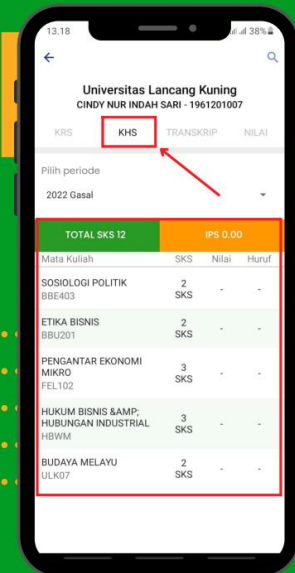 13.18
38%
Universitas Lancang Kuning
CINDY NUR INDAH SARI - 1961201007
KRS KHS TRANSKRIP NILAI
Pilih periode
2022 Gasal
TOTAL SKS 12 IPS 0.00
Mata Kuliah SKS Nilai Huruf
SOSIOLOGI POLITIK 2 SKS - -
BBE403
ETIKA BISNIS 2 SKS - -
BBU201
PENGANTAR EKONOMI
MIKRO 3 SKS - -
FEL102
HUKUM BISNIS &AMP;
HUBUNGAN INDUSTRIAL 3 SKS - -
HBWM
BUDAYA MELAYU 2 SKS - -
ULK07